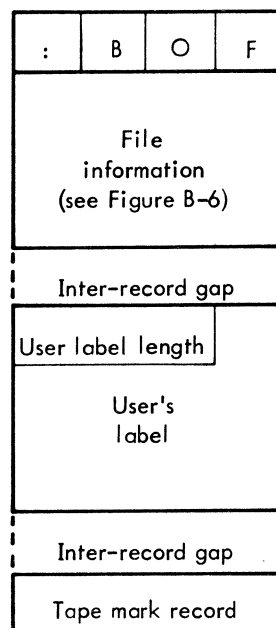 : B O F
File
information
(see Figure B-6)
Inter-record gap
User label length
User's
label
Inter-record gap
Tape mark record